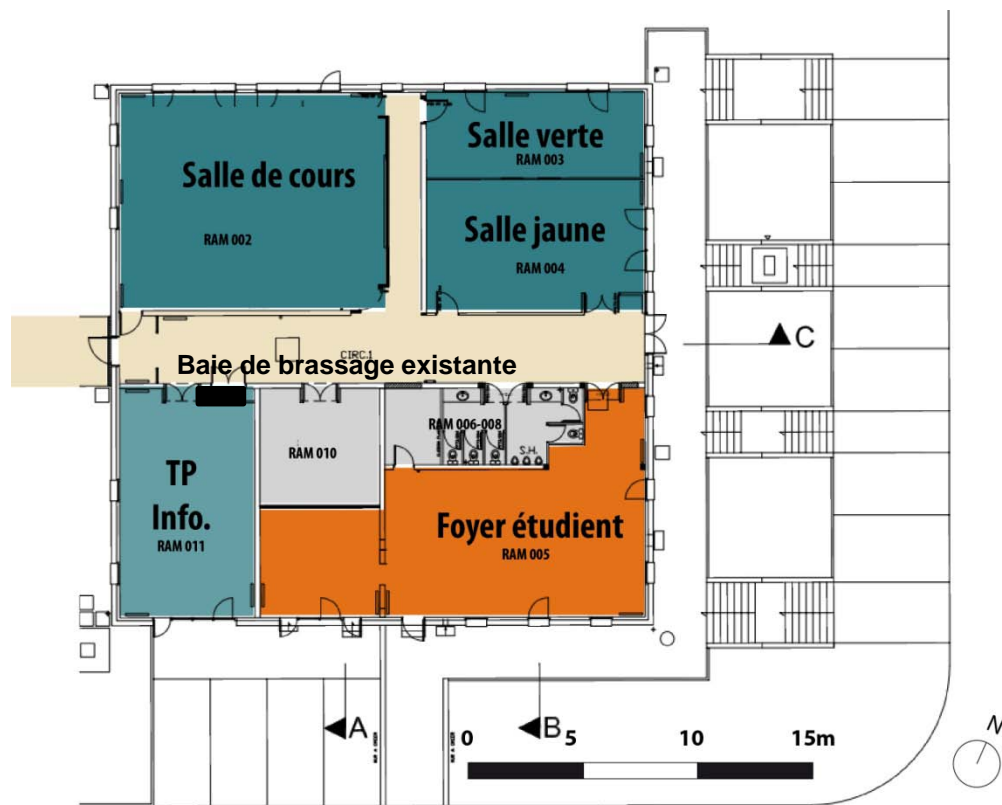 Salle de cours
RAM 002
Salle verte
RAM 003
Salle jaune
RAM 004
CIRC.1
Baie de brassage existante
TP
Info.
RAM 011
RAM 010
RAM 006-008
S.H.
Foyer étudient
RAM 005
C
A
B
0 5 10 15m
N